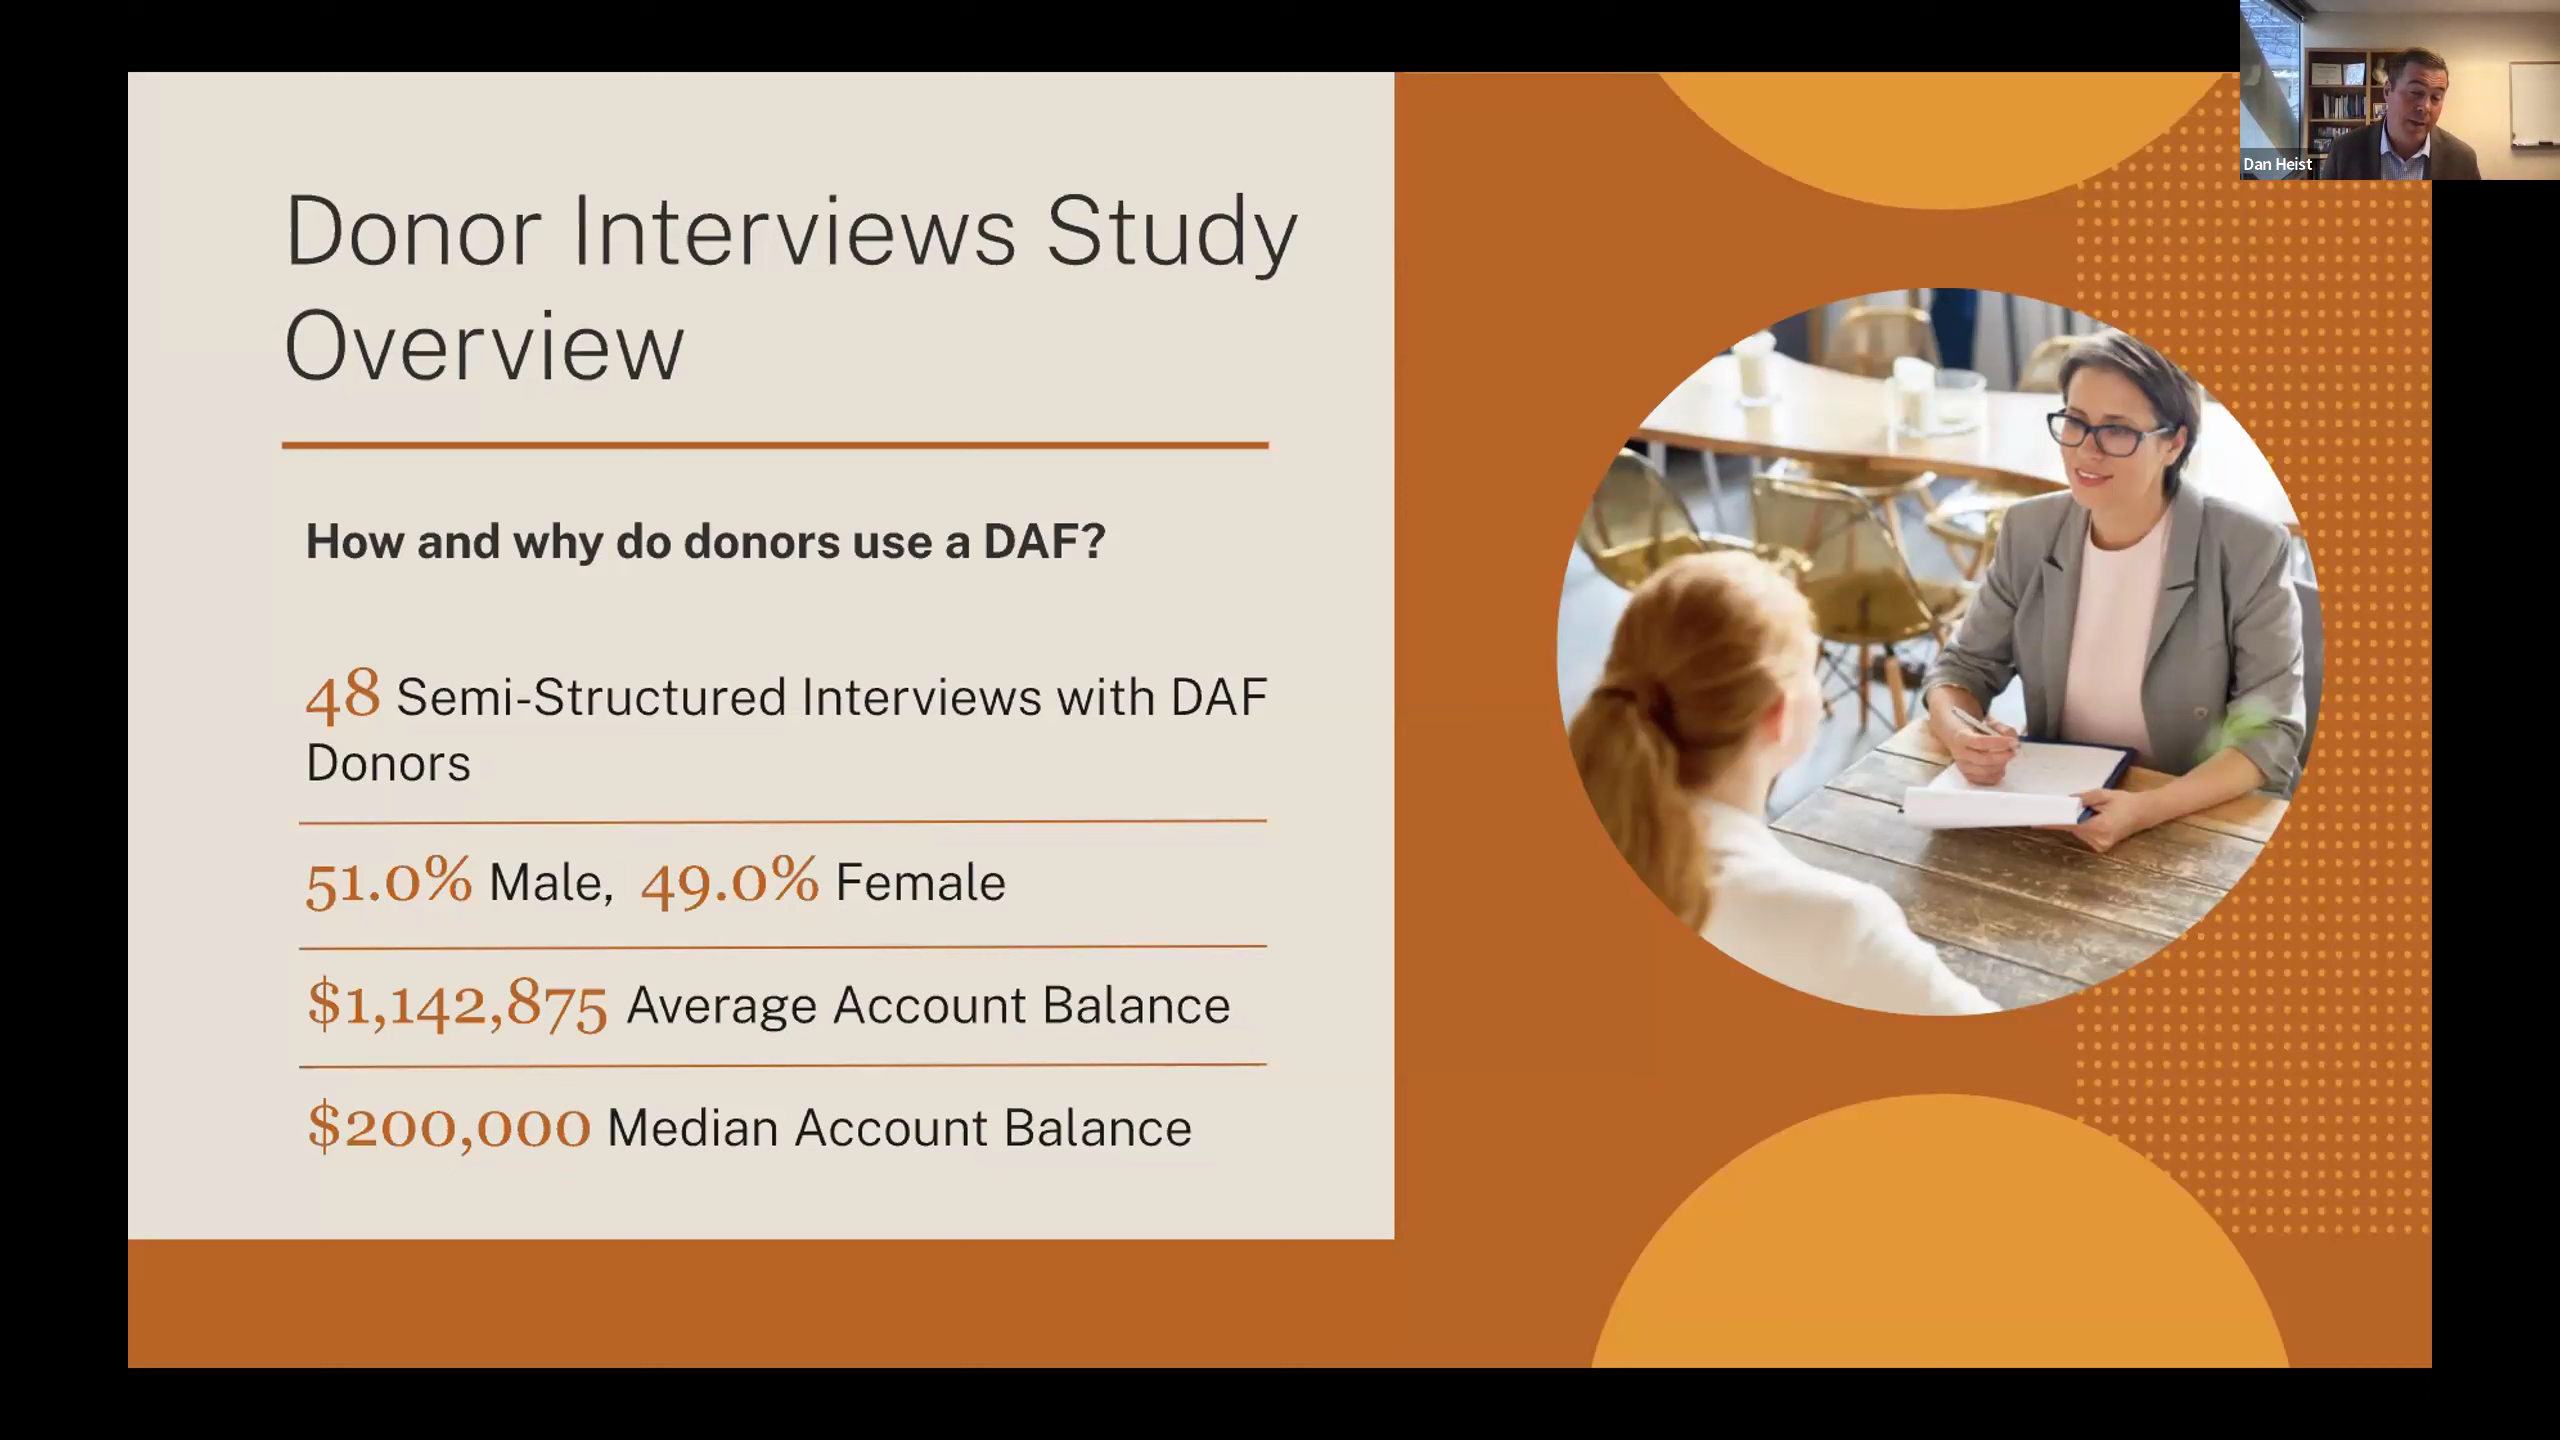 Dan Heist
Donor Interviews Study
Overview
How and why do donors use a DAF?
48 Semi-Structured Interviews with DAF
Donors
51.0% Male, 49.0% Female
$1,142,875 Average Account Balance
$200,000 Median Account Balance